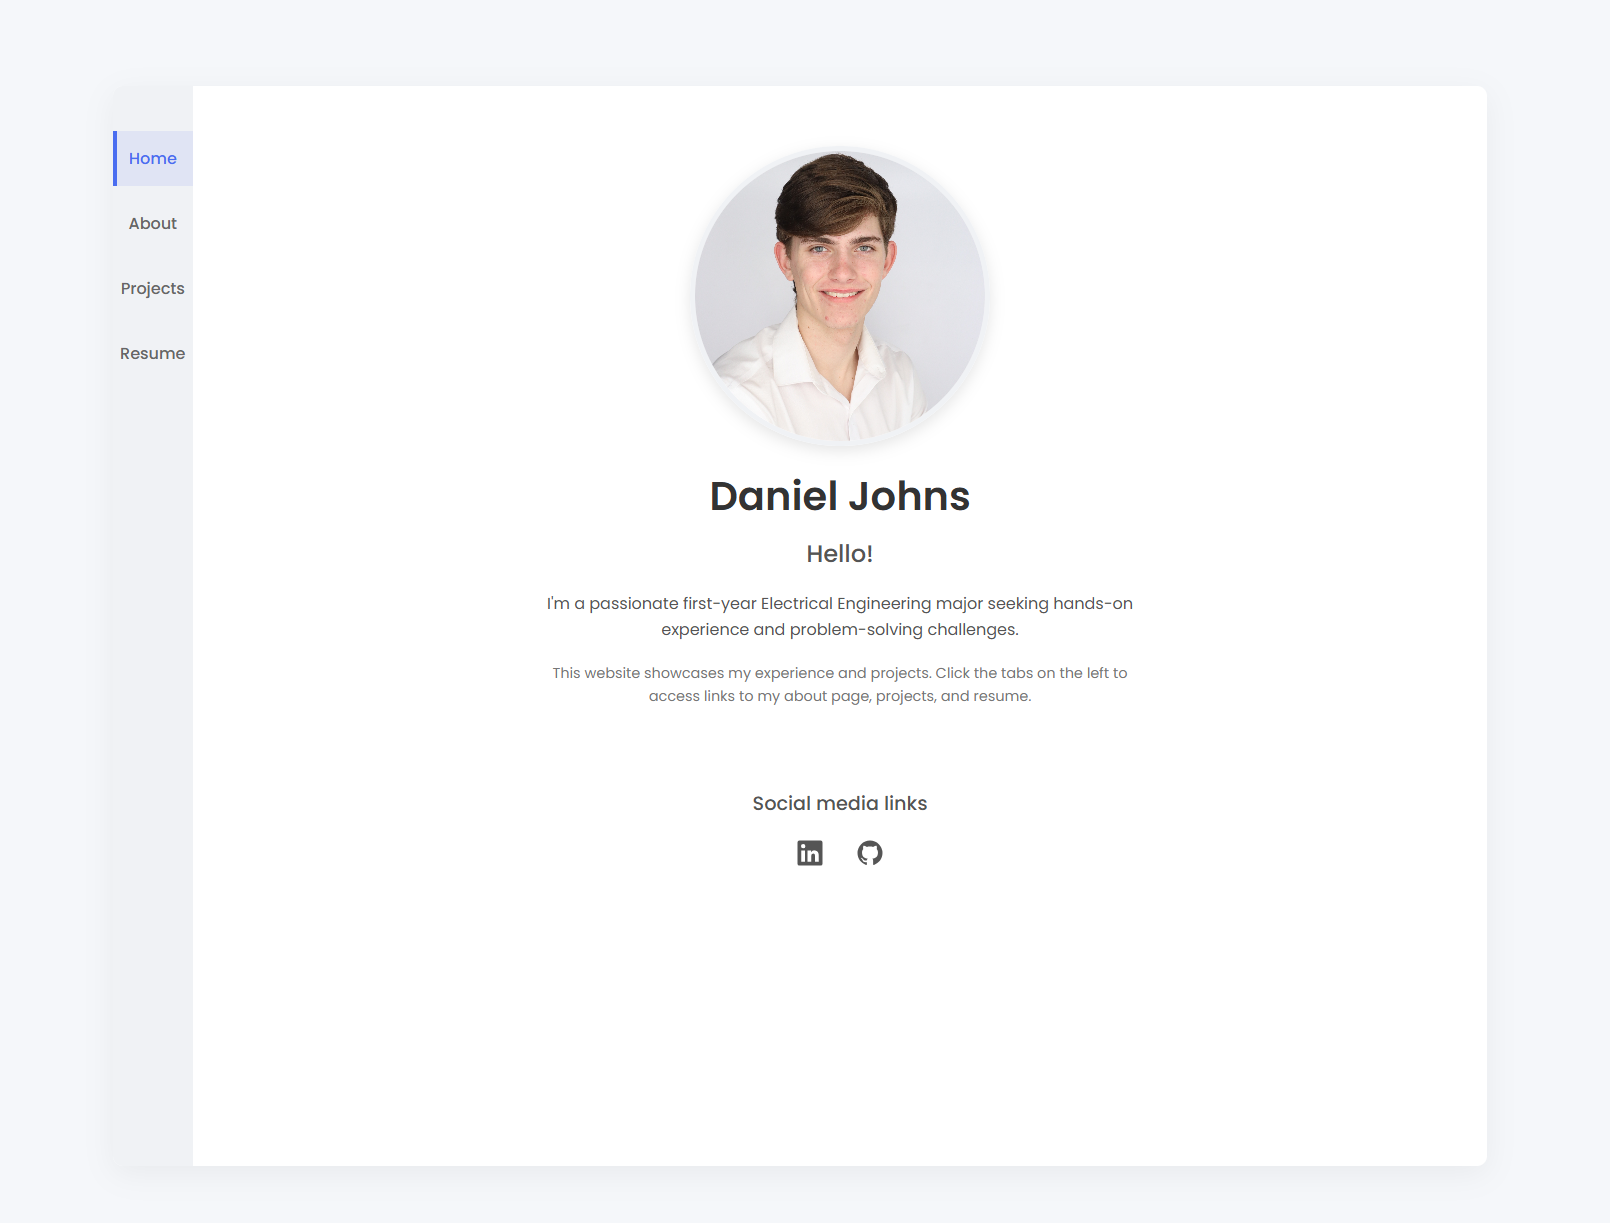 Home
About
Projects
Resume
Daniel Johns
Hello!
I'm a passionate first-year Electrical Engineering major seeking hands-on
experience and problem-solving challenges.
This website showcases my experience and projects. Click the tabs on the left to
access links to my about page, projects, and resume.
Social media links
in